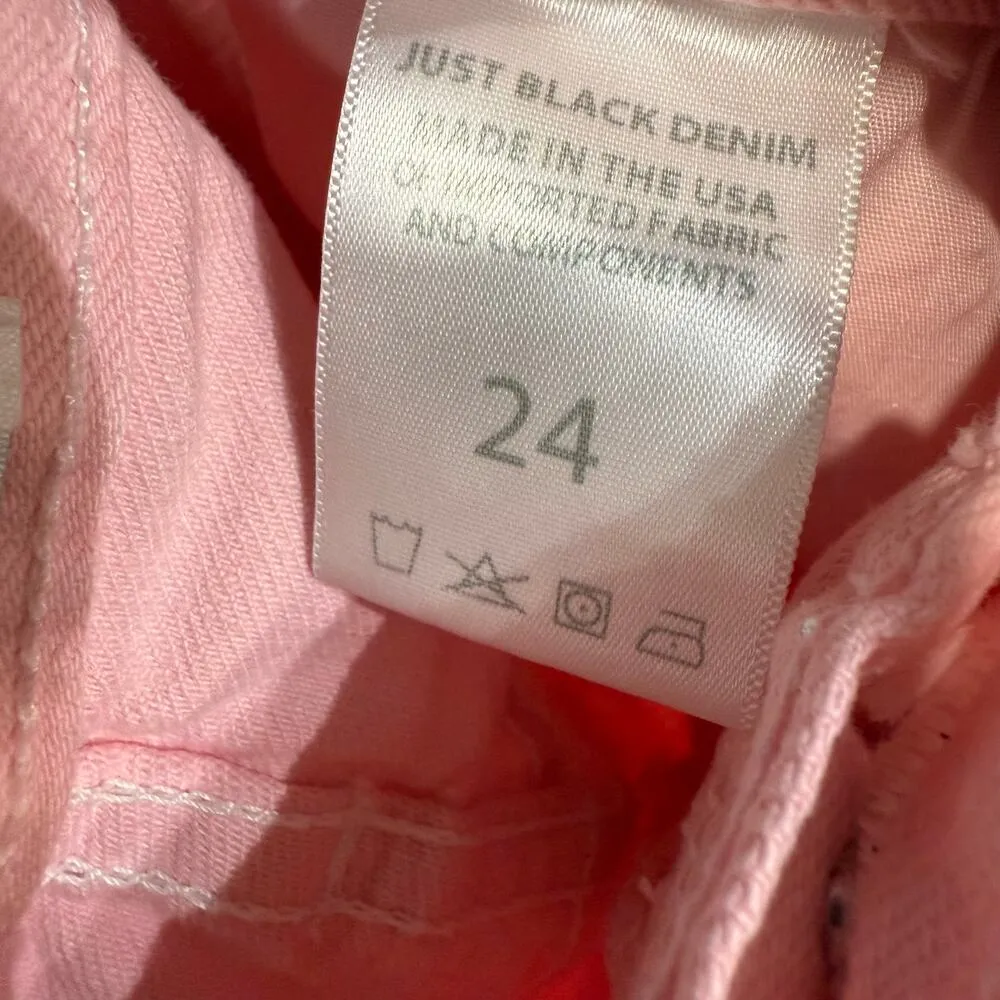 JUST BLACK DENIM
MADE IN THE USA
OF IMPORTED FABRIC
AND COMPONENTS
24